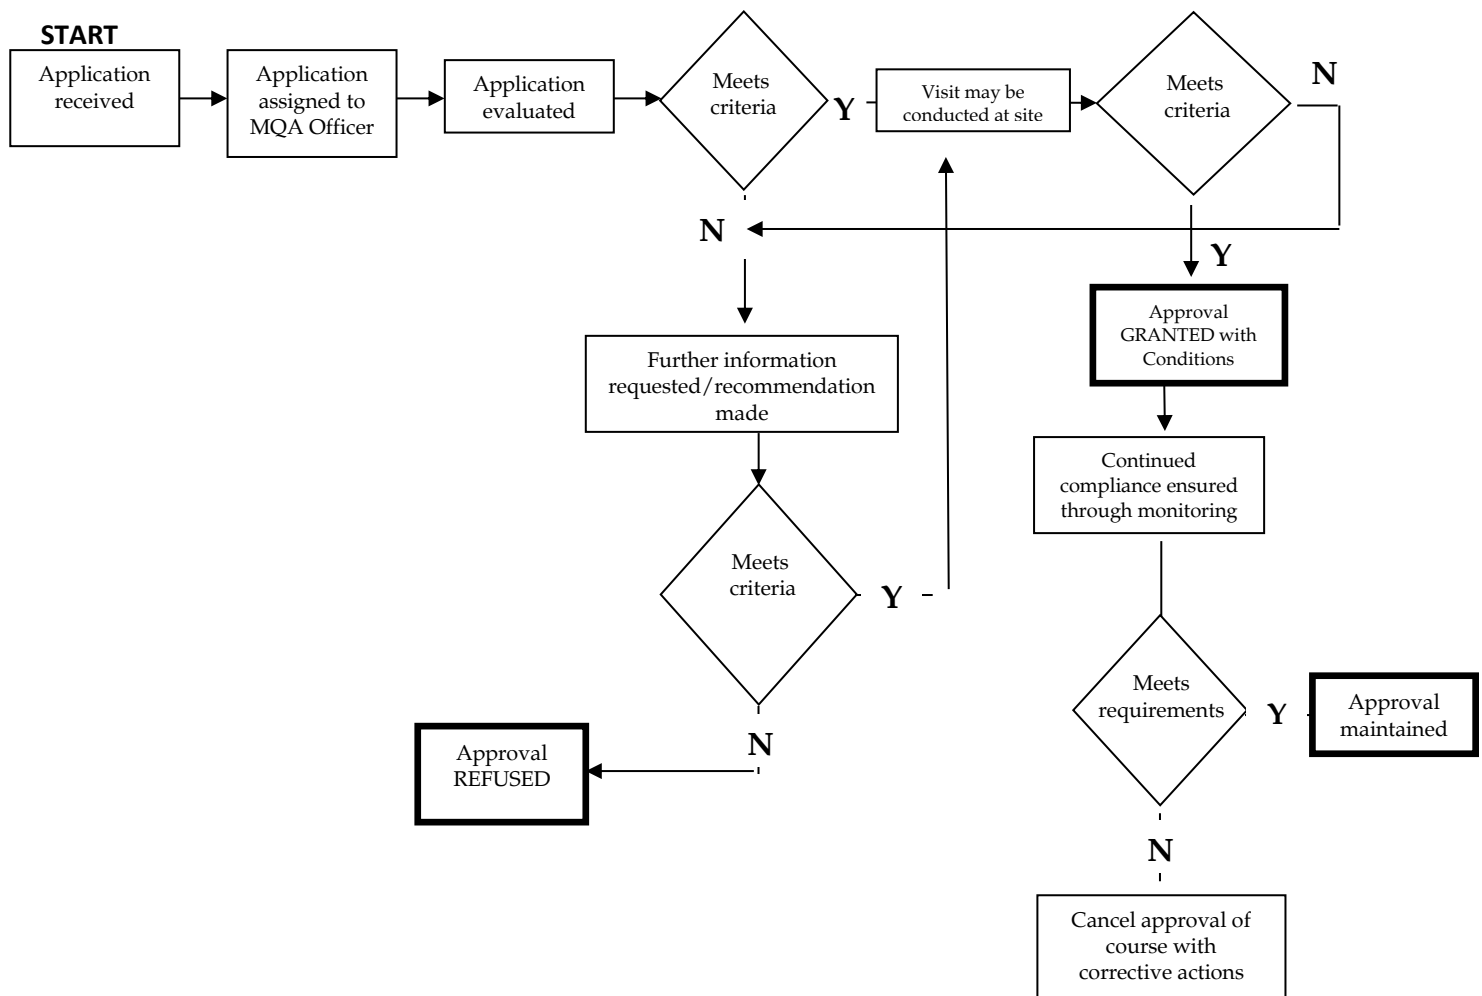 START
Application
received
Application
assigned to
MQA Officer
Application
evaluated
Meets
criteria
Y
Visit may be
conducted at site
Meets
criteria
N
N
Y
Approval
GRANTED with
Conditions
Further information
requested/recommendation
made
Continued
compliance ensured
through monitoring
Meets
criteria
Y
Meets
requirements
Y
Approval
maintained
N
Approval
REFUSED
N
Cancel approval of
course with
corrective actions